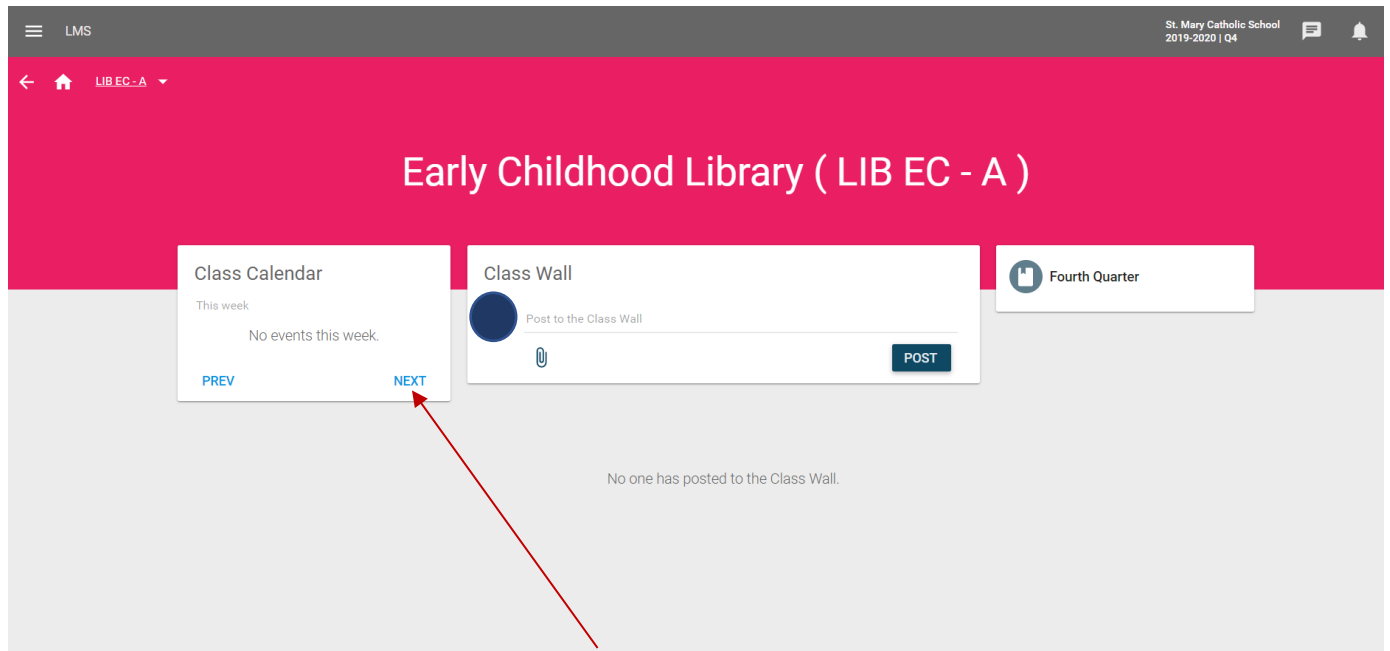 LMS
St. Mary Catholic School
2019-2020 | Q4
LIB EC - A
Early Childhood Library ( LIB EC - A )
Class Calendar
This week
No events this week.
PREV
NEXT
Class Wall
Post to the Class Wall
POST
Fourth Quarter
No one has posted to the Class Wall.